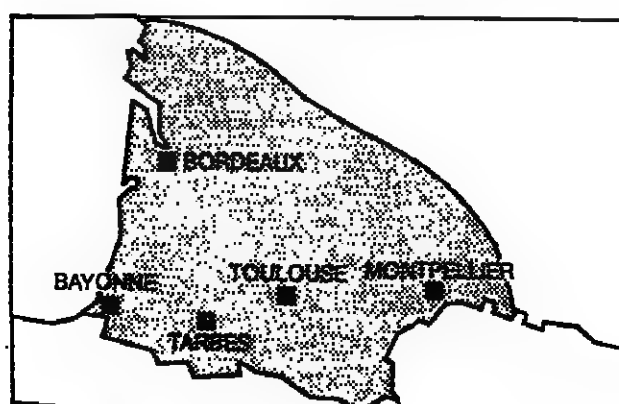 BORDEAUX
BAYONNE
TOULOUSE
MONTPELLIER
TARBES